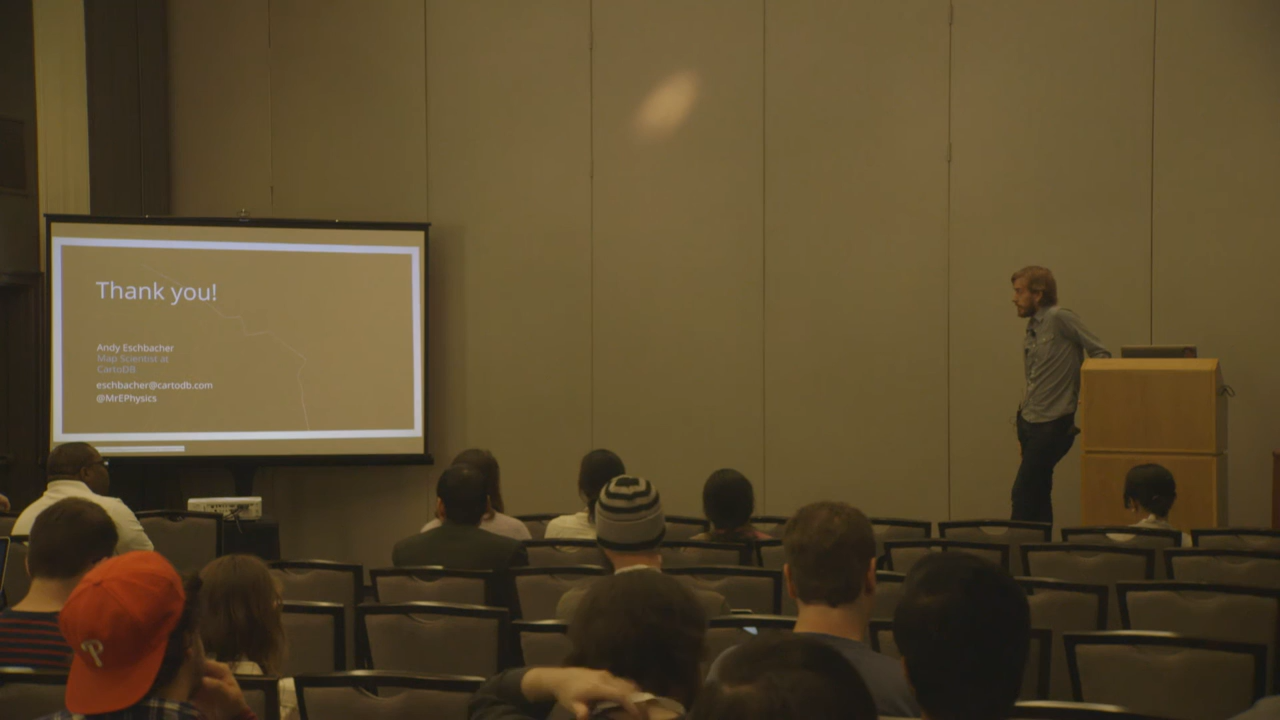 Thank you!
Andy Eschbacher
Map Scientist at
CartoDB
eschbacher@cartodb.com
@MrEPhysics
P